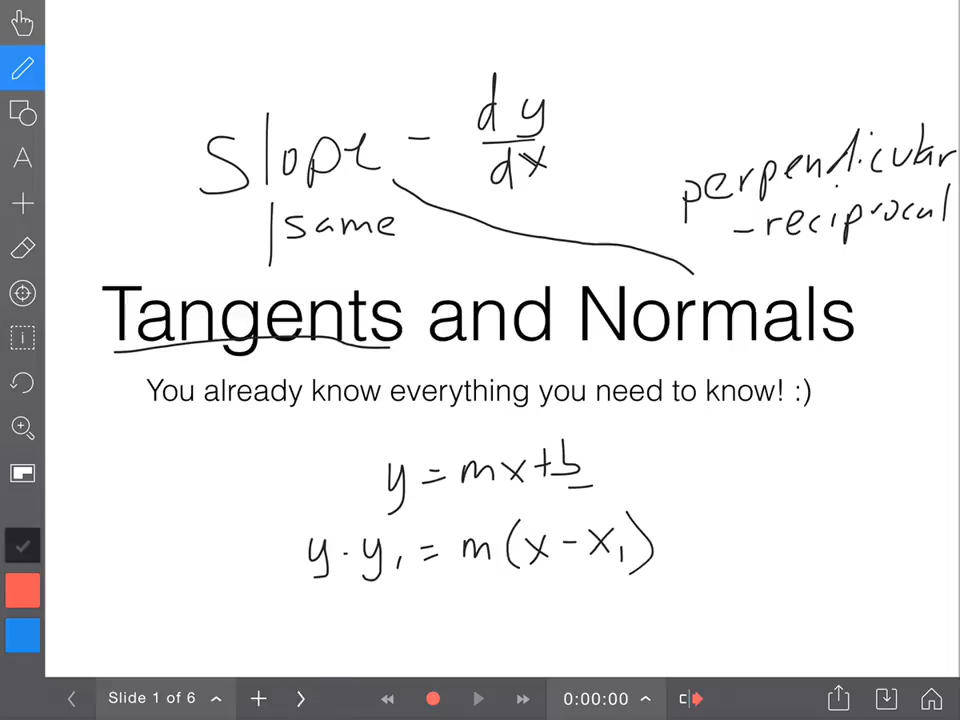 Slope - dy/dx
perpendicular
- reciprocal
same
Tangents and Normals
You already know everything you need to know! :)
y = mx+b
y - y₁ = m(x - x₁)
A
i
Slide 1 of 6
0:00:00